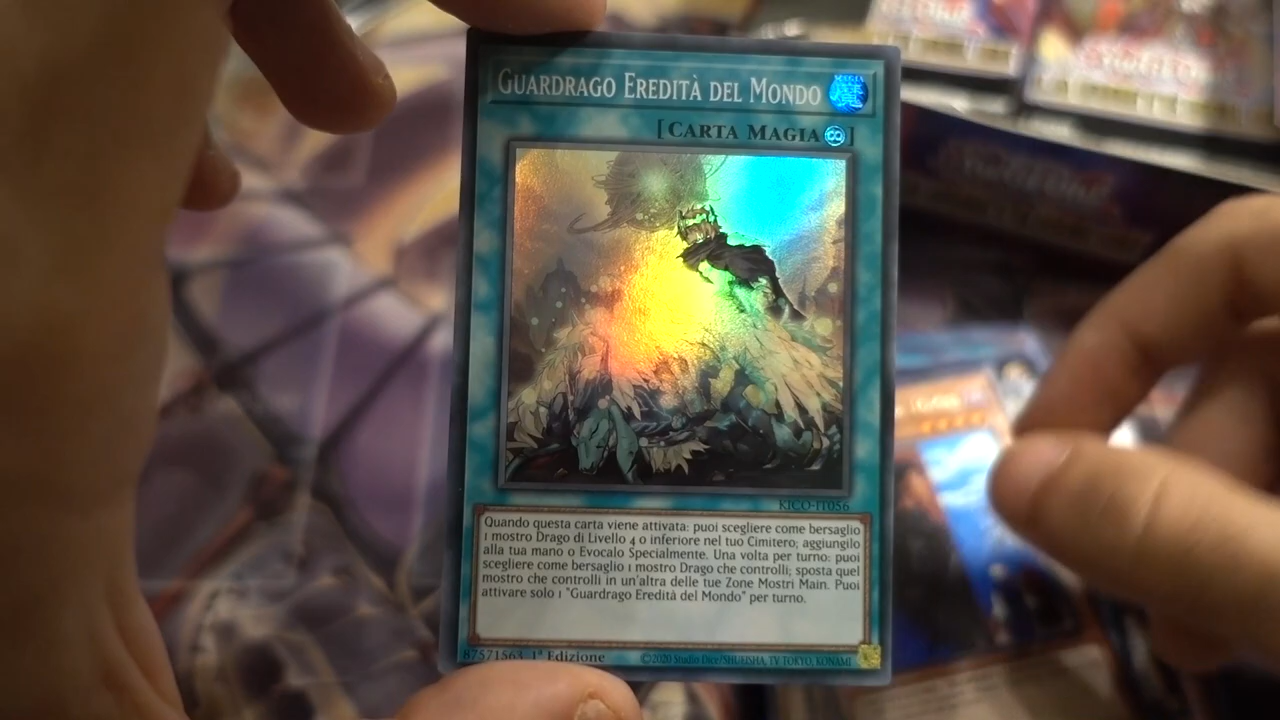 GUARDRAGO EREDITÀ DEL MONDO
MAGIA
[CARTA MAGIA]
KICO-IT056
Quando questa carta viene attivata: puoi scegliere come bersaglio
1 mostro Drago di Livello 4 o inferiore nel tuo Cimitero; aggiungilo
alla tua mano o Evocalo Specialmente. Una volta per turno: puoi
scegliere come bersaglio 1 mostro Drago che controlli; sposta quel
mostro che controlli in un'altra delle tue Zone Mostri Main. Puoi
attivare solo 1 "Guardrago Eredità del Mondo" per turno.
87571563 1ª Edizione
©2020 Studio Dice/SHUEISHA, TV TOKYO, KONAMI